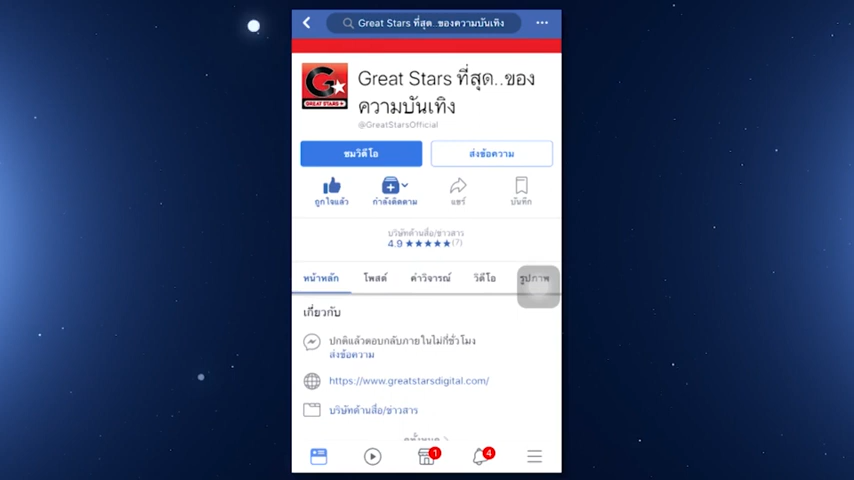 Great Stars ที่สุด..ของความบันเทิง
G
GREAT STARS
Great Stars ที่สุด..ของ
ความบันเทิง
@GreatStarsOfficial
ชมวิดีโอ
ส่งข้อความ
ถูกใจแล้ว
กำลังติดตาม
แชร์
บันทึก
บริษัทด้านสื่อ/ข่าวสาร
4.9 ★★★★★ (7)
หน้าหลัก
โพสต์
คำวิจารณ์
วิดีโอ
รูปภาพ
เกี่ยวกับ
ปกติแล้วตอบกลับภายในไม่กี่ชั่วโมง
ส่งข้อความ
https://www.greatstarsdigital.com/
บริษัทด้านสื่อ/ข่าวสาร
1
4